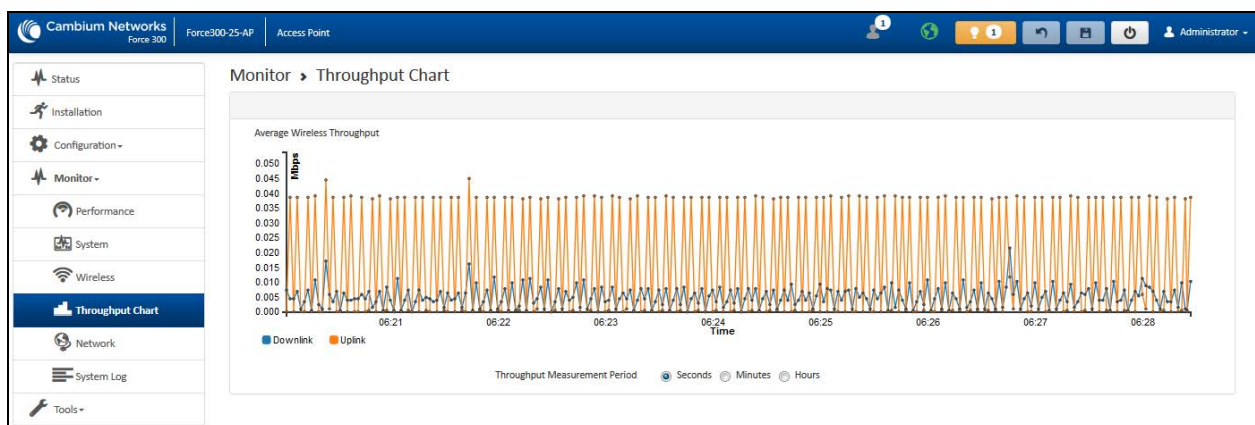 Cambium Networks
Force 300
Force300-25-AP
Access Point
1
1
Administrator
Status
Installation
Configuration
Monitor
Performance
System
Wireless
Throughput Chart
Network
System Log
Tools
Monitor > Throughput Chart
Average Wireless Throughput
Mbps
0.050
0.045
0.040
0.035
0.030
0.025
0.020
0.015
0.010
0.005
0.000
06:21 06:22 06:23 06:24 06:25 06:26 06:27 06:28
Time
Downlink Uplink
Throughput Measurement Period Seconds Minutes Hours